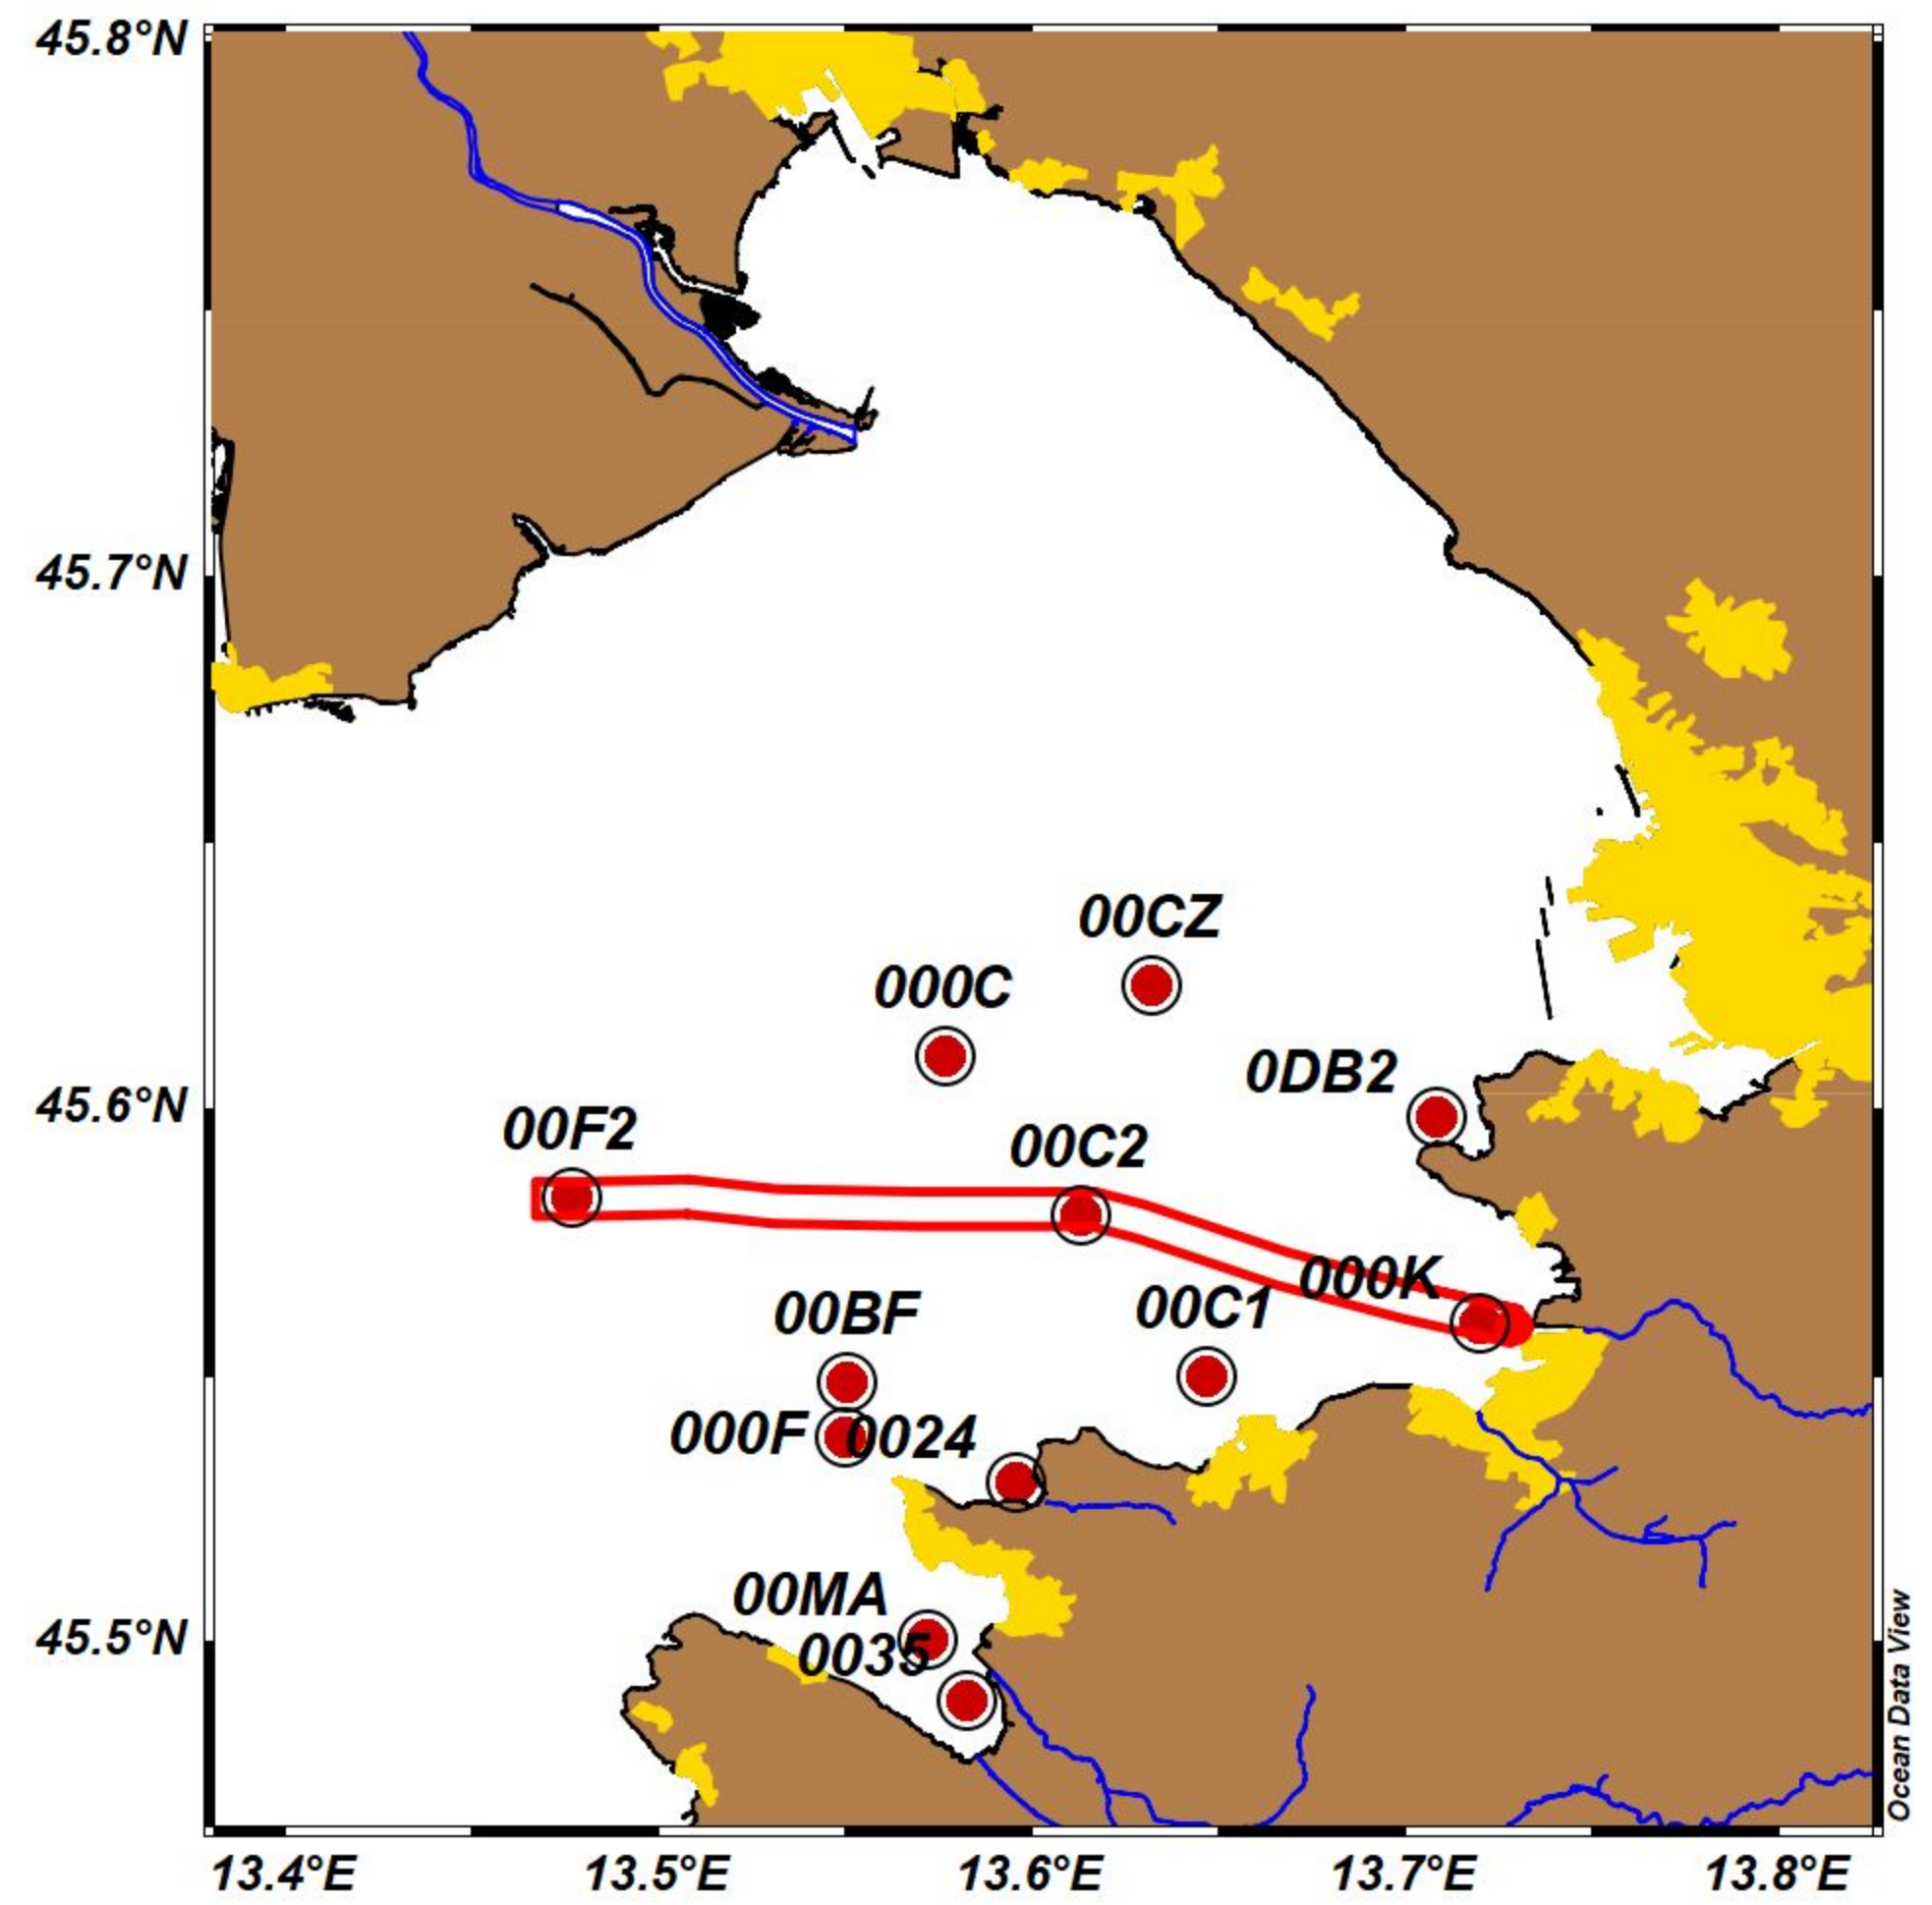 45.8°N
45.7°N
00CZ
000C
0DB2
45.6°N
00F2
00C2
000K
00BF
00C1
000F
0024
00MA
45.5°N
0035
Ocean Data View
13.4°E
13.5°E
13.6°E
13.7°E
13.8°E